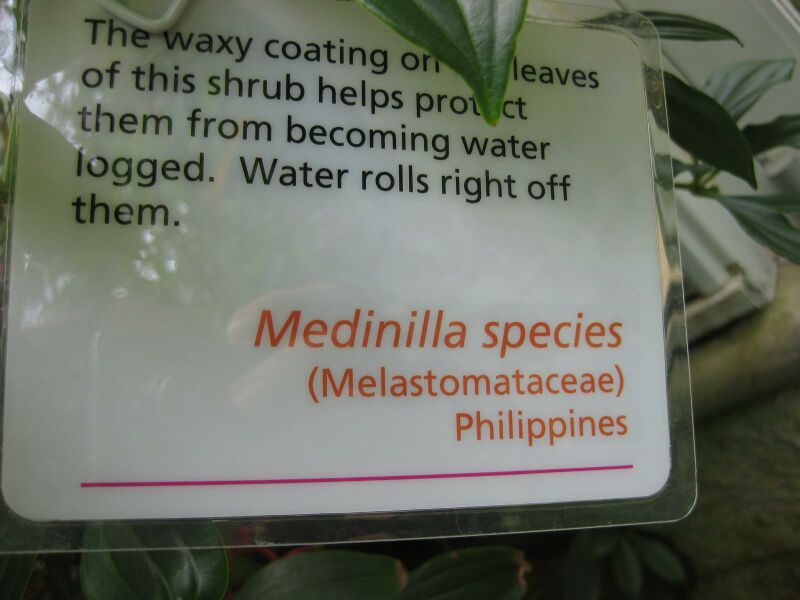 The waxy coating on leaves
of this shrub helps protect
them from becoming water
logged. Water rolls right off
them.
Medinilla species
(Melastomataceae)
Philippines